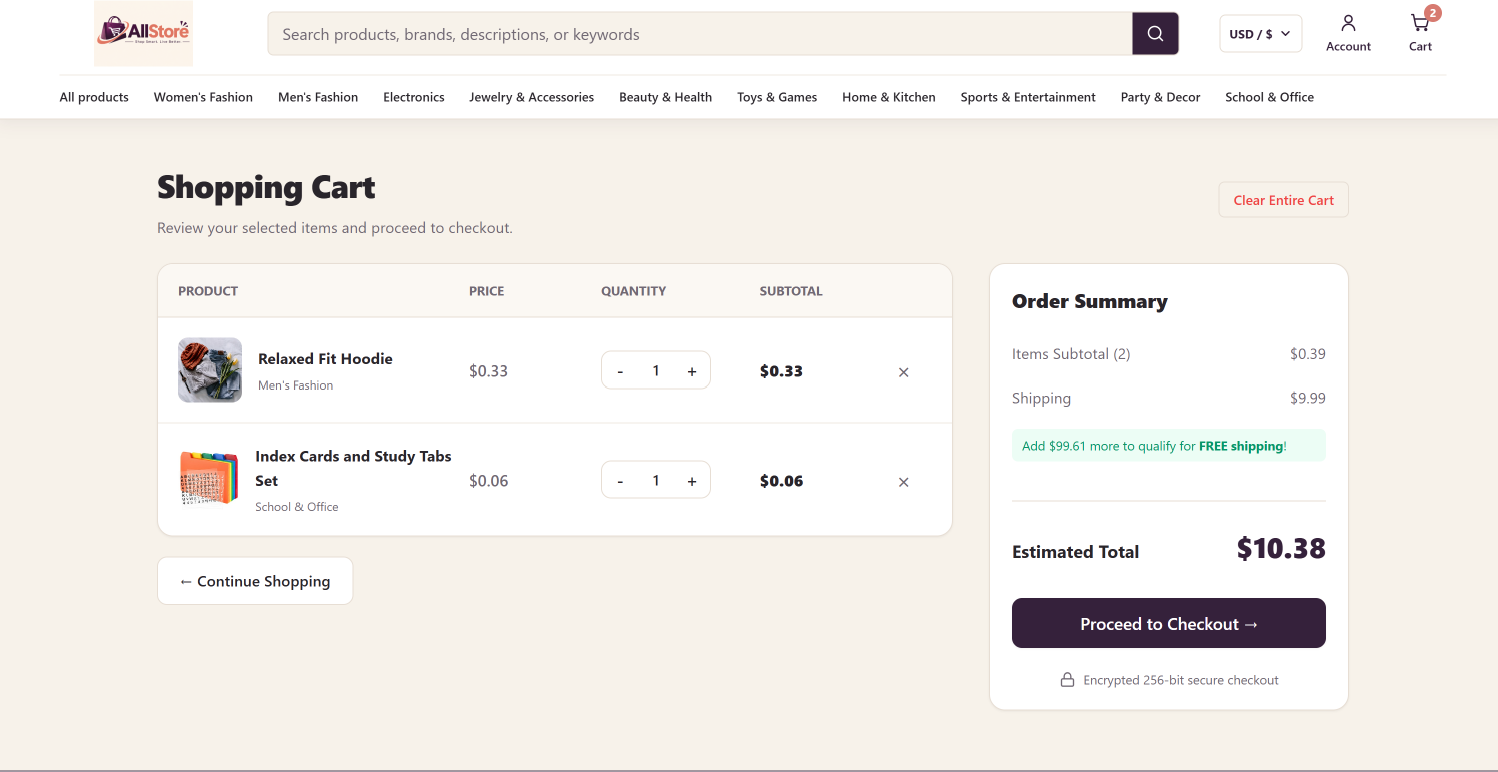 AllStore
Shop Smart. Live Better.
Search products, brands, descriptions, or keywords
USD / $
Account
2
Cart
All products
Women's Fashion
Men's Fashion
Electronics
Jewelry & Accessories
Beauty & Health
Toys & Games
Home & Kitchen
Sports & Entertainment
Party & Decor
School & Office
Shopping Cart
Review your selected items and proceed to checkout.
Clear Entire Cart
PRODUCT PRICE QUANTITY SUBTOTAL
Relaxed Fit Hoodie
Men's Fashion
$0.33
- 1 +
$0.33
×
Index Cards and Study Tabs
Set
School & Office
$0.06
- 1 +
$0.06
×
← Continue Shopping
Order Summary
Items Subtotal (2) $0.39
Shipping $9.99
Add $99.61 more to qualify for FREE shipping!
Estimated Total $10.38
Proceed to Checkout →
Encrypted 256-bit secure checkout